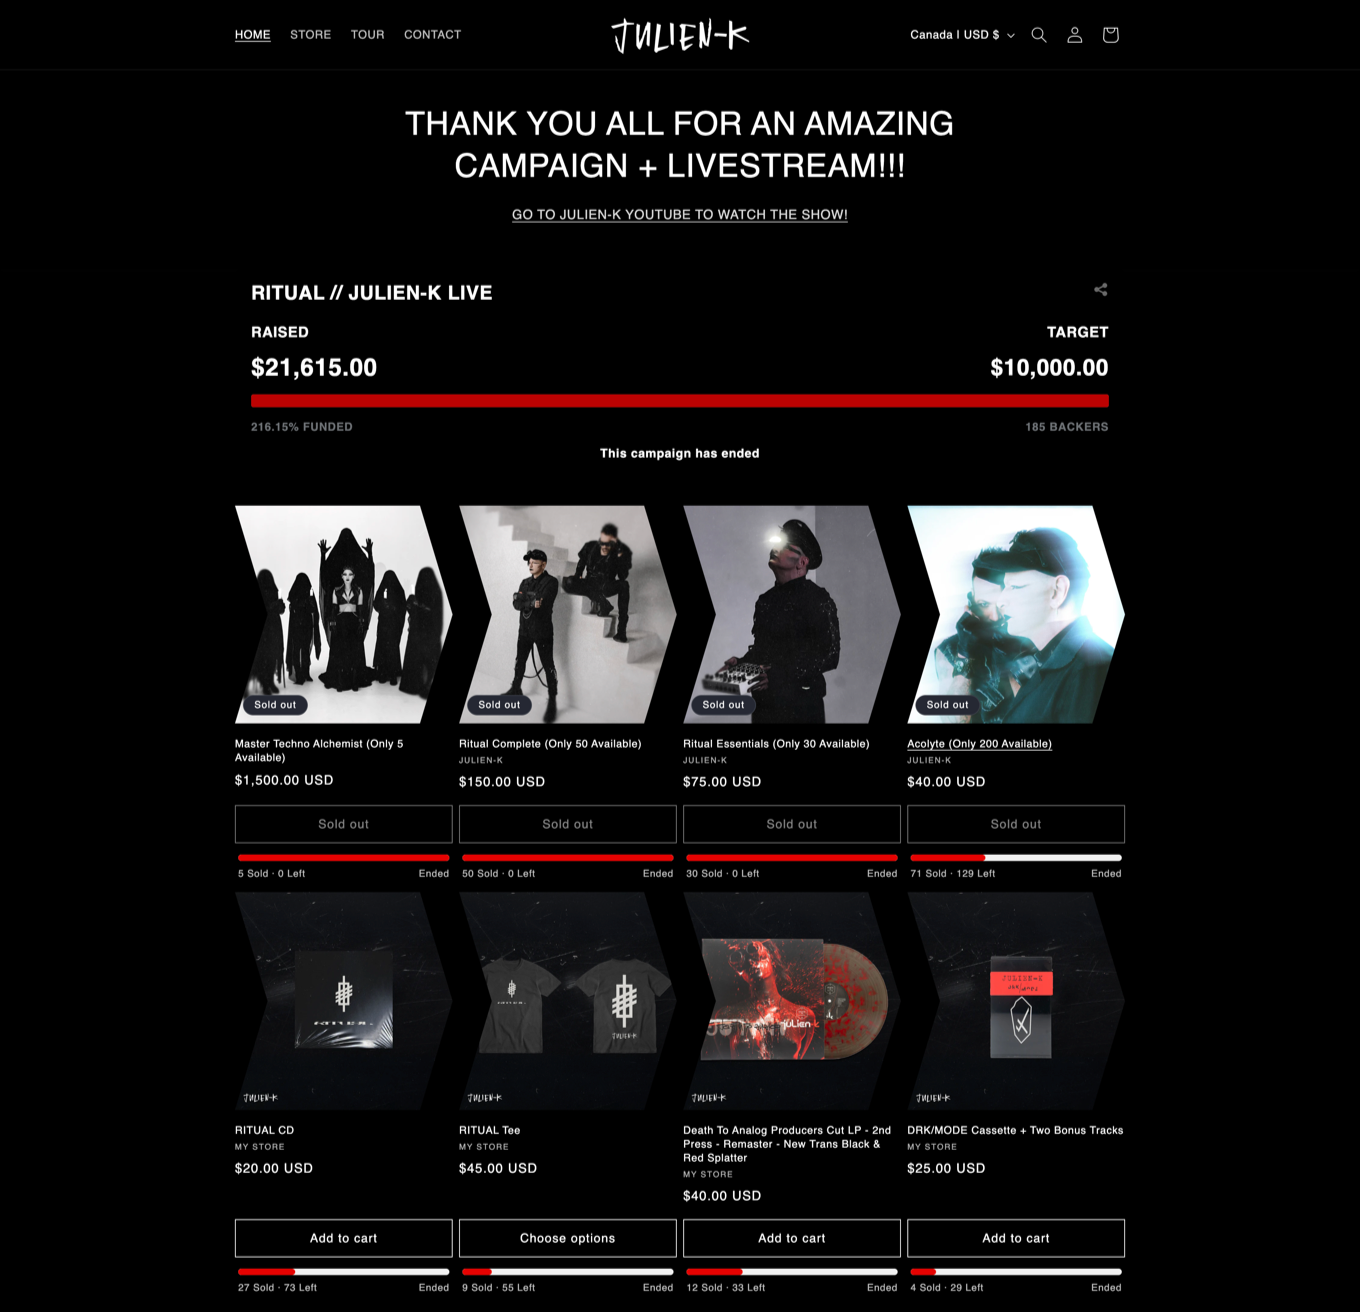 HOME STORE TOUR CONTACT
JULIEN-K
Canada | USD $
THANK YOU ALL FOR AN AMAZING
CAMPAIGN + LIVESTREAM!!!
GO TO JULIEN-K YOUTUBE TO WATCH THE SHOW!
RITUAL // JULIEN-K LIVE
RAISED
TARGET
$21,615.00
$10,000.00
216.15% FUNDED
185 BACKERS
This campaign has ended
Sold out
Sold out
Sold out
Sold out
Master Techno Alchemist (Only 5
Available)
$1,500.00 USD
Ritual Complete (Only 50 Available)
JULIEN-K
$150.00 USD
Ritual Essentials (Only 30 Available)
JULIEN-K
$75.00 USD
Acolyte (Only 200 Available)
JULIEN-K
$40.00 USD
Sold out
Sold out
Sold out
Sold out
5 Sold · 0 Left
Ended
50 Sold · 0 Left
Ended
30 Sold · 0 Left
Ended
71 Sold · 129 Left
Ended
JULIEN-K
JULIEN-K
JULIEN-K
julien-k
JULIEN-K
JULIEN-K
JULIEN-K
RITUAL CD
MY STORE
$20.00 USD
RITUAL Tee
MY STORE
$45.00 USD
Death To Analog Producers Cut LP - 2nd
Press - Remaster - New Trans Black &
Red Splatter
MY STORE
$40.00 USD
DRK/MODE Cassette + Two Bonus Tracks
MY STORE
$25.00 USD
Add to cart
Choose options
Add to cart
Add to cart
27 Sold · 73 Left
Ended
9 Sold · 55 Left
Ended
12 Sold · 33 Left
Ended
4 Sold · 29 Left
Ended